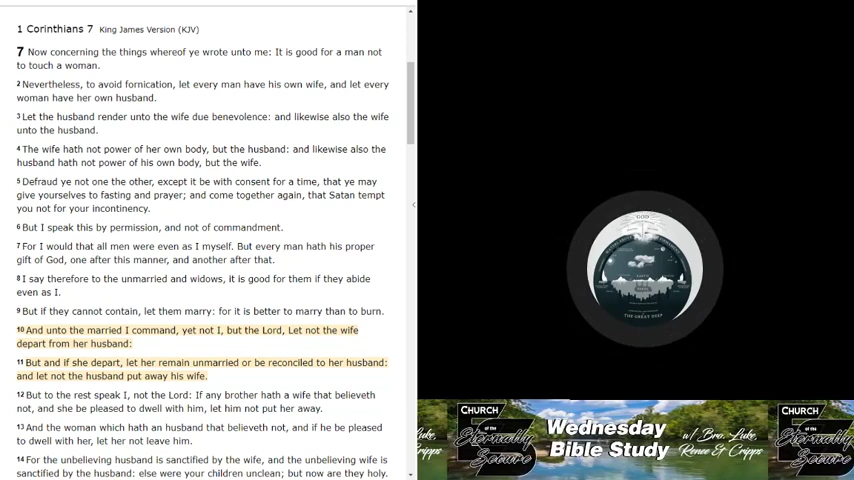 1 Corinthians 7 King James Version (KJV)
7 Now concerning the things whereof ye wrote unto me: It is good for a man not
to touch a woman.
2 Nevertheless, to avoid fornication, let every man have his own wife, and let every
woman have her own husband.
3 Let the husband render unto the wife due benevolence: and likewise also the wife
unto the husband.
4 The wife hath not power of her own body, but the husband: and likewise also the
husband hath not power of his own body, but the wife.
5 Defraud ye not one the other, except it be with consent for a time, that ye may
give yourselves to fasting and prayer; and come together again, that Satan tempt
you not for your incontinency.
6 But I speak this by permission, and not of commandment.
7 For I would that all men were even as I myself. But every man hath his proper
gift of God, one after this manner, and another after that.
8 I say therefore to the unmarried and widows, it is good for them if they abide
even as I.
9 But if they cannot contain, let them marry: for it is better to marry than to burn.
10 And unto the married I command, yet not I, but the Lord, Let not the wife
depart from her husband:
11 But and if she depart, let her remain unmarried or be reconciled to her husband:
and let not the husband put away his wife.
12 But to the rest speak I, not the Lord: If any brother hath a wife that believeth
not, and she be pleased to dwell with him, let him not put her away.
13 And the woman which hath an husband that believeth not, and if he be pleased
to dwell with her, let her not leave him.
14 For the unbelieving husband is sanctified by the wife, and the unbelieving wife is
sanctified by the husband: else were your children unclean; but now are they holy.
GOD
THE GREAT DEEP
Luke,
Cripps
CHURCH
of the
Eternally
Secure
Wednesday
Bible Study
w/ Bro. Luke,
Renee & Cripps
CHURCH
of the
Eternally
Secure